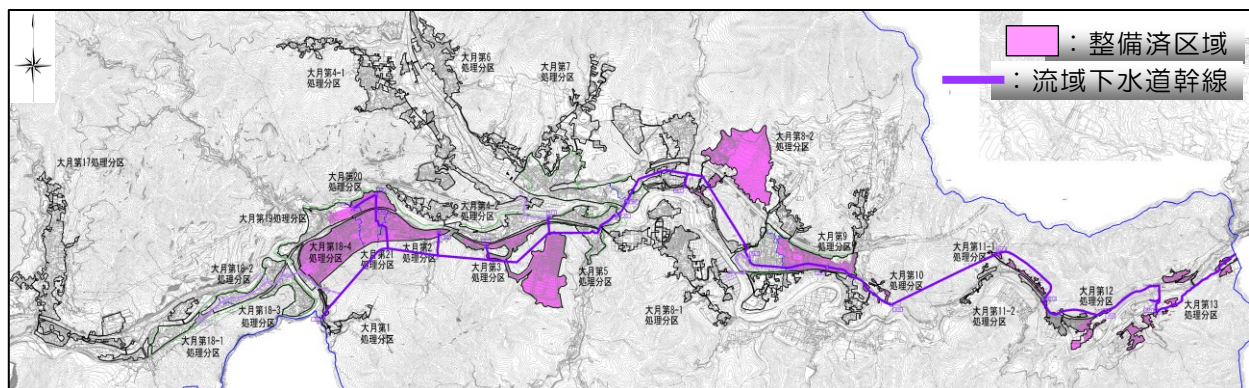 ：整備済区域
：流域下水道幹線
大月第4-1
処理分区
大月第6
処理分区
大月第7
処理分区
大月第8-2
処理分区
大月第17処理分区
大月第20
処理分区
大月第19処理分区
大月第4-2
処理分区
大月第18-4
処理分区
大月第21
処理分区
大月第2
処理分区
大月第3
処理分区
大月第5
処理分区
大月第9
処理分区
大月第18-2
処理分区
大月第18-3
処理分区
大月第18-1
処理分区
大月第1
処理分区
大月第8-1
処理分区
大月第10
処理分区
大月第11-1
処理分区
大月第11-2
処理分区
大月第12
処理分区
大月第13
処理分区